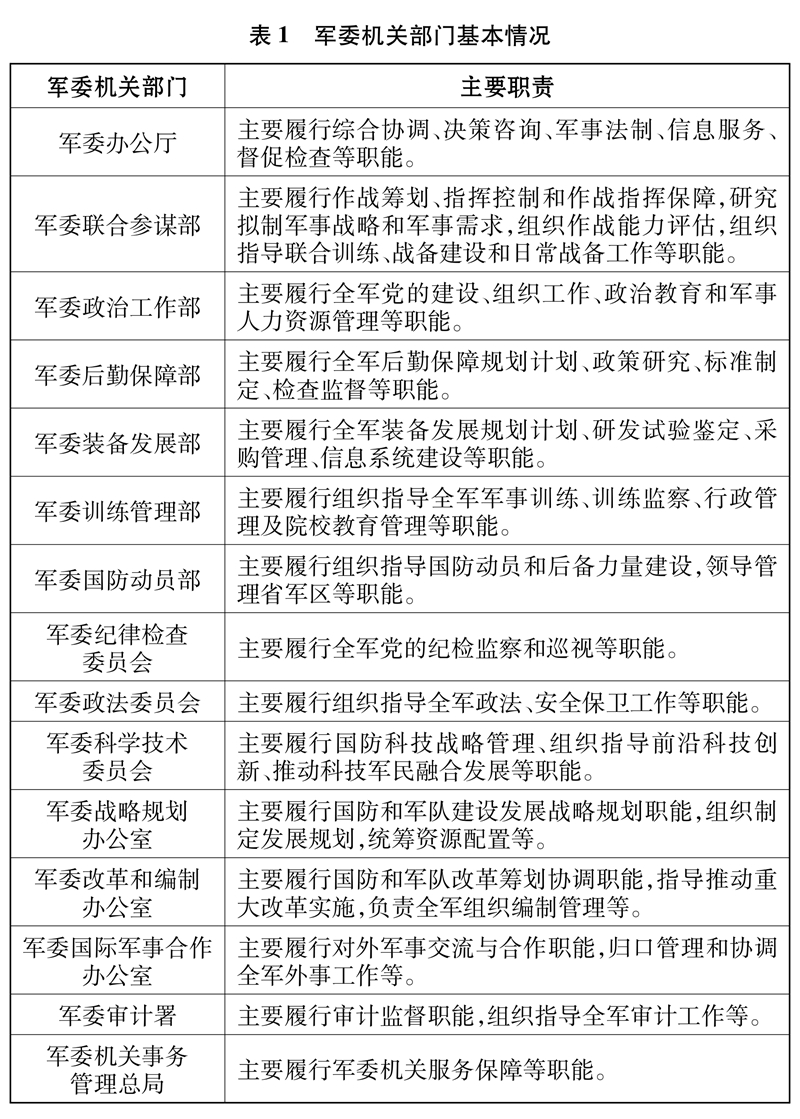 表1 军委机关部门基本情况
军委机关部门
主要职责
军委办公厅
主要履行综合协调、决策咨询、军事法制、信息服务、
督促检查等职能。
军委联合参谋部
主要履行作战筹划、指挥控制和作战指挥保障，研究
拟制军事战略和军事需求，组织作战能力评估，组织
指导联合训练、战备建设和日常战备工作等职能。
军委政治工作部
主要履行全军党的建设、组织工作、政治教育和军事
人力资源管理等职能。
军委后勤保障部
主要履行全军后勤保障规划计划、政策研究、标准制
定、检查监督等职能。
军委装备发展部
主要履行全军装备发展规划计划、研发试验鉴定、采
购管理、信息系统建设等职能。
军委训练管理部
主要履行组织指导全军军事训练、训练监察、行政管
理及院校教育管理等职能。
军委国防动员部
主要履行组织指导国防动员和后备力量建设，领导管
理省军区等职能。
军委纪律检查
委员会
主要履行全军党的纪检监察和巡视等职能。
军委政法委员会
主要履行组织指导全军政法、安全保卫工作等职能。
军委科学技术
委员会
主要履行国防科技战略管理、组织指导前沿科技创
新、推动科技军民融合发展等职能。
军委战略规划
办公室
主要履行国防和军队建设发展战略规划职能，组织制
定发展规划，统筹资源配置等。
军委改革和编制
办公室
主要履行国防和军队改革筹划协调职能，指导推动重
大改革实施，负责全军组织编制管理等。
军委国际军事合作
办公室
主要履行对外军事交流与合作职能，归口管理和协调
全军外事工作等。
军委审计署
主要履行审计监督职能，组织指导全军审计工作等。
军委机关事务
管理总局
主要履行军委机关服务保障等职能。